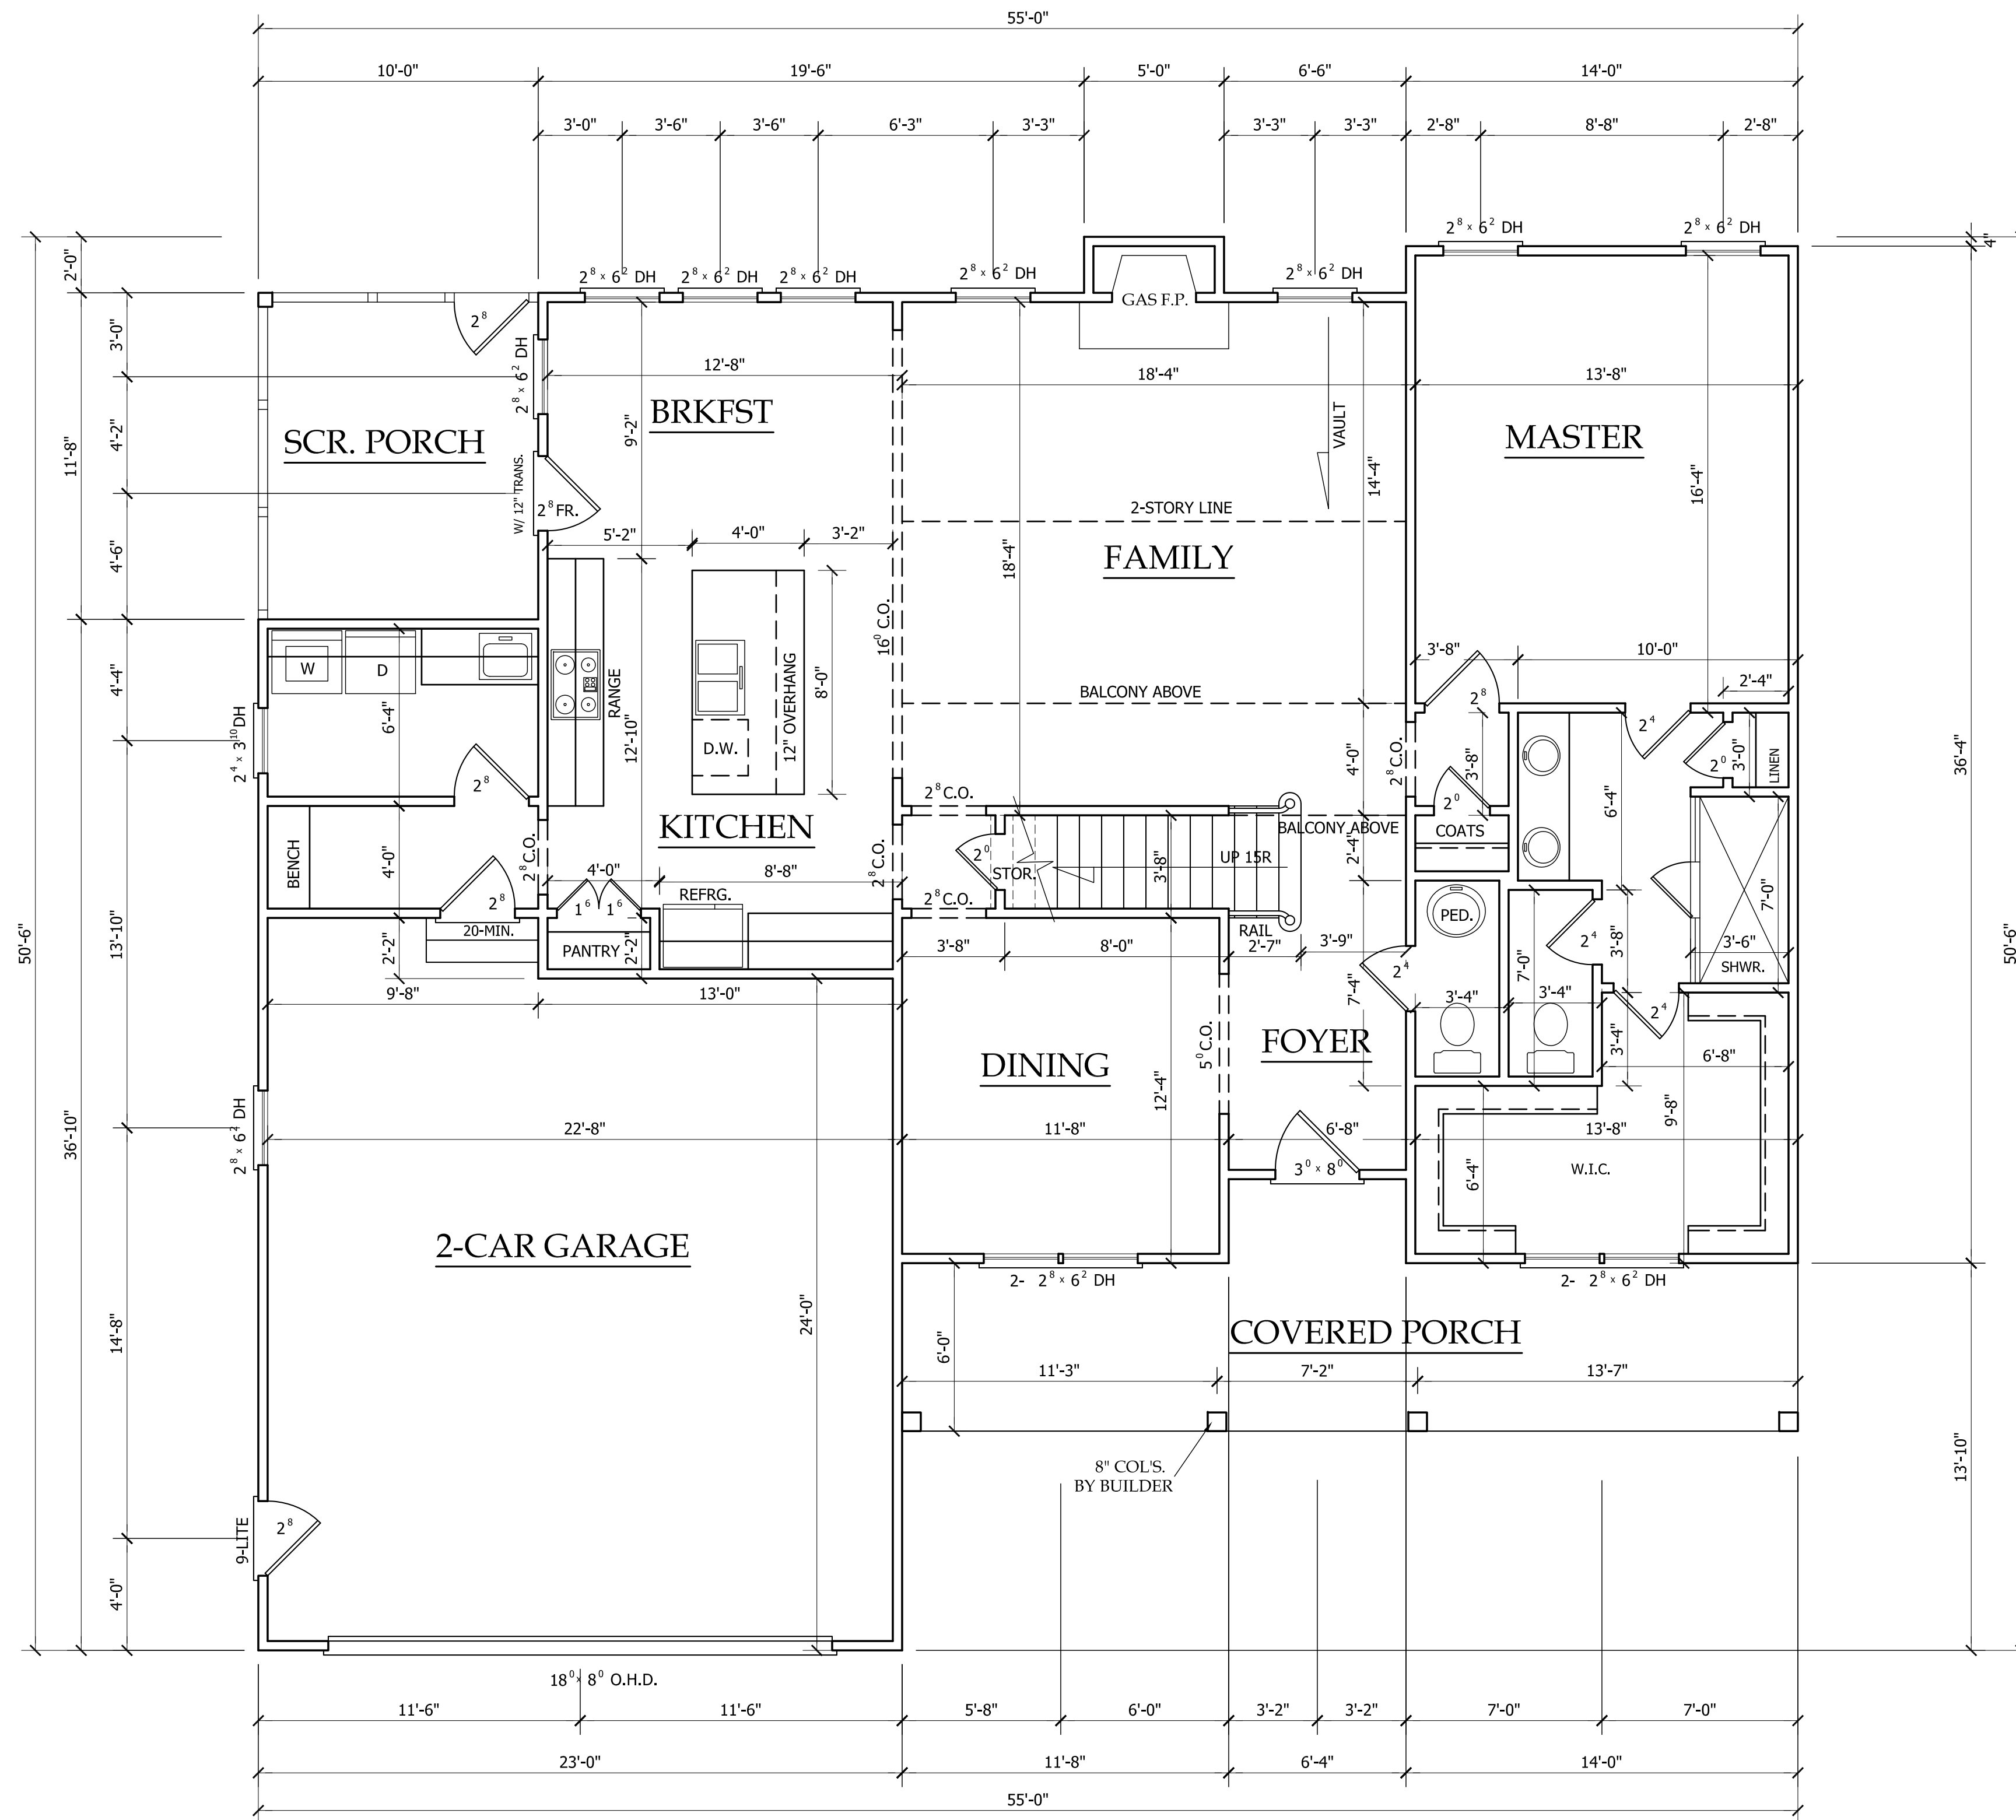 55'-0"
10'-0" 19'-6" 5'-0" 6'-6" 14'-0"
3'-0" 3'-6" 3'-6" 6'-3" 3'-3" 3'-3" 3'-3" 2'-8" 8'-8" 2'-8"
2⁸ x 6² DH 2⁸ x 6² DH
2'-0" 4"
2⁸ x 6² DH 2⁸ x 6² DH 2⁸ x 6² DH 2⁸ x 6² DH 2⁸ x 6² DH
GAS F.P.
2⁸
3'-0"
2⁸ x 6² DH
12'-8" 18'-4" 13'-8"
BRKFST
SCR. PORCH
MASTER
VAULT
9'-2"
4'-2"
11'-8"
14'-4"
16'-4"
W/ 12" TRANS.
2⁸ FR.
2-STORY LINE
5'-2" 4'-0" 3'-2"
FAMILY
4'-6"
18'-4"
16⁰ C.O.
W D
RANGE
12" OVERHANG
8'-0"
3'-8" 10'-0"
4'-4"
2'-4"
BALCONY ABOVE
6'-4"
2⁸
2⁴
2⁴ x 3¹⁰ DH
12'-10"
D.W.
4'-0"
2⁸ C.O.
3'-8"
2⁰
3'-0"
LINEN
36'-4"
2⁸
2⁸ C.O.
2⁰
6'-4"
KITCHEN
BALCONY ABOVE
COATS
BENCH
4'-0"
2⁸ C.O.
4'-0" 8'-8"
2⁸ C.O.
2⁰
STOR.
3'-8"
UP 15R
2'-4"
REFRG.
2⁸
1⁶ 1⁶
2⁸ C.O.
7'-0"
PED.
20-MIN.
RAIL
50'-6"
13'-10"
2'-2"
PANTRY
2'-2"
3'-8" 8'-0" 2'-7" 3'-9"
2⁴
2⁴
3'-8"
3'-6"
SHWR.
50'-6"
7'-0"
9'-8" 13'-0"
7'-4"
3'-4" 3'-4"
2⁴
FOYER
5⁰ C.O.
DINING
3'-4"
6'-8"
12'-4"
9'-8"
2⁸ x 6² DH
36'-10"
22'-8" 11'-8" 6'-8" 13'-8"
3⁰ x 8⁰
6'-4"
W.I.C.
2-CAR GARAGE
2- 2⁸ x 6² DH 2- 2⁸ x 6² DH
14'-8"
24'-0"
6'-0"
COVERED PORCH
11'-3" 7'-2" 13'-7"
13'-10"
8" COL'S.
BY BUILDER
9-LITE
2⁸
4'-0"
18⁰ x 8⁰ O.H.D.
11'-6" 11'-6" 5'-8" 6'-0" 3'-2" 3'-2" 7'-0" 7'-0"
23'-0" 11'-8" 6'-4" 14'-0"
55'-0"